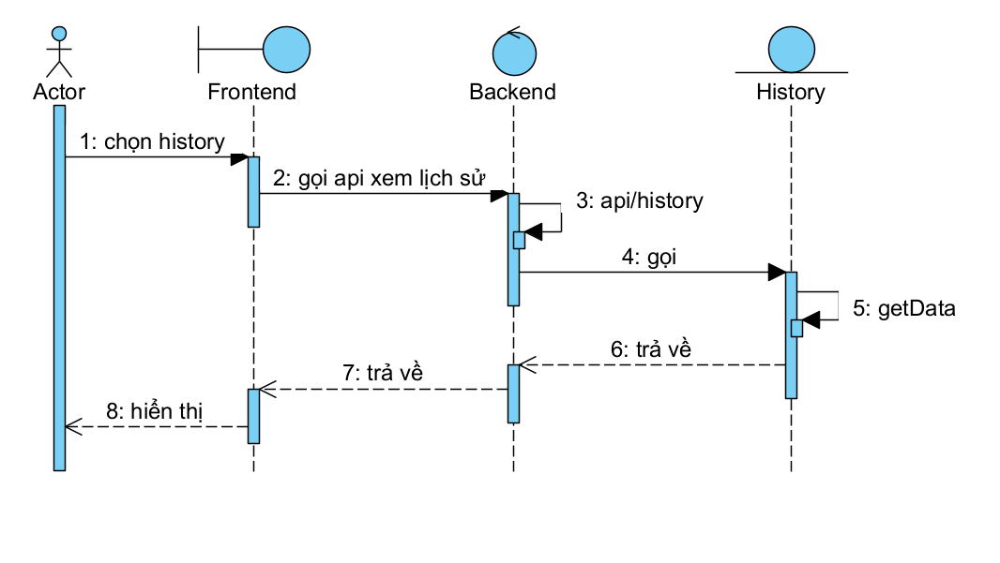 Actor
Frontend
Backend
History
1: chọn history
2: gọi api xem lịch sử
3: api/history
4: gọi
5: getData
6: trả về
7: trả về
8: hiển thị